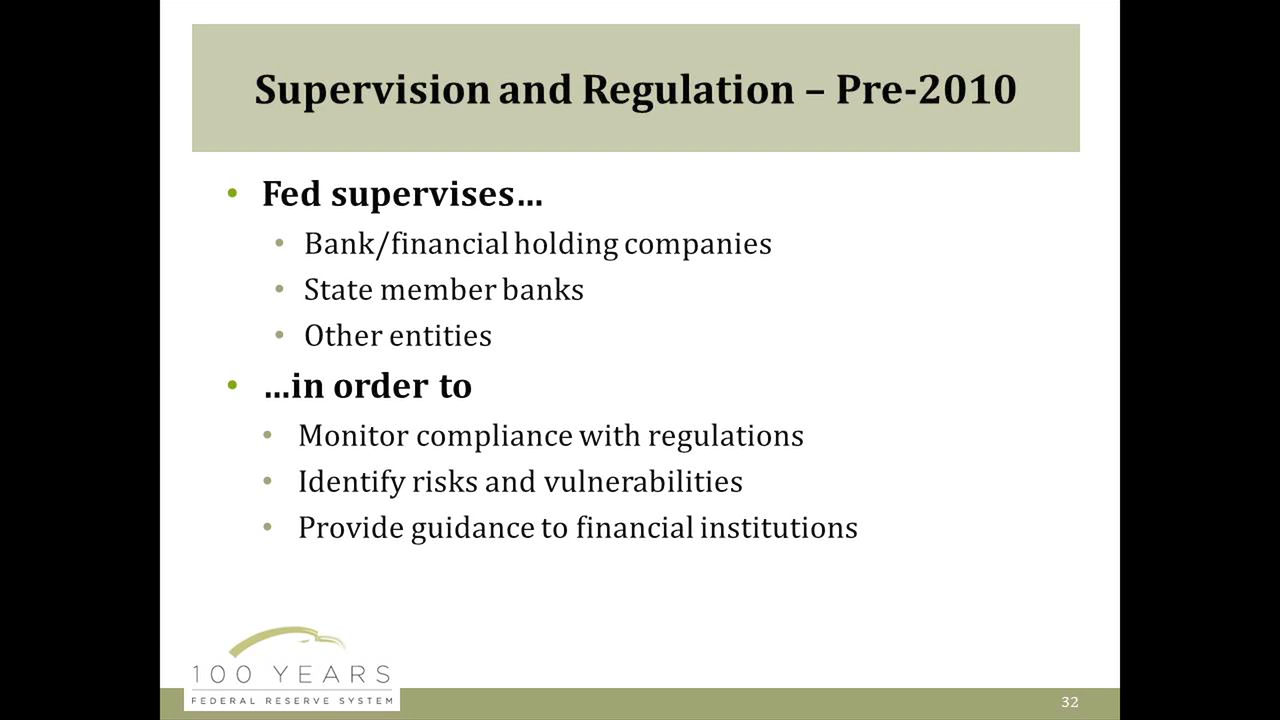 Supervision and Regulation – Pre-2010
• Fed supervises…
• Bank/financial holding companies
• State member banks
• Other entities
• …in order to
• Monitor compliance with regulations
• Identify risks and vulnerabilities
• Provide guidance to financial institutions
100 YEARS
FEDERAL RESERVE SYSTEM
32